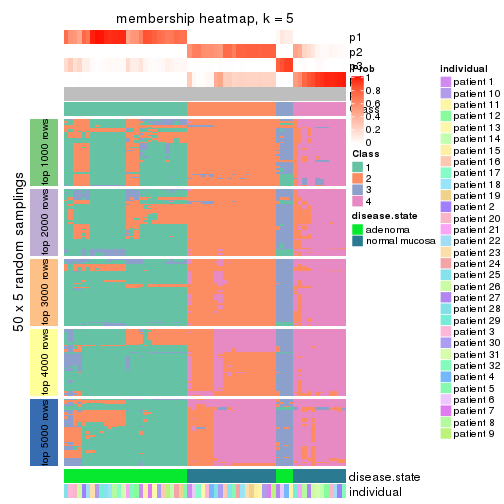 membership heatmap, k = 5
p1
p2
p3
Prob
1
0.8
0.6
0.4
0.2
0
Class
1
2
3
4
disease.state
adenoma
normal mucosa
individual
patient 1
patient 10
patient 11
patient 12
patient 13
patient 14
patient 15
patient 16
patient 17
patient 18
patient 19
patient 2
patient 20
patient 21
patient 22
patient 23
patient 24
patient 25
patient 26
patient 27
patient 28
patient 29
patient 3
patient 30
patient 31
patient 32
patient 4
patient 5
patient 6
patient 7
patient 8
patient 9
50 x 5 random samplings
top 1000 rows
top 2000 rows
top 3000 rows
top 4000 rows
top 5000 rows
disease.state
individual